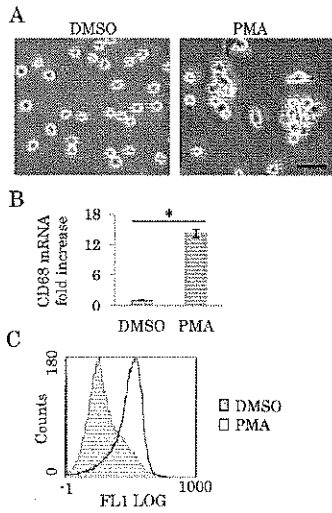 A
DMSO
PMA
B
CD68 mRNA
fold increase
18
12
6
0
*
DMSO PMA
C
Counts
180
0
-1
1000
FL1 LOG
DMSO
PMA